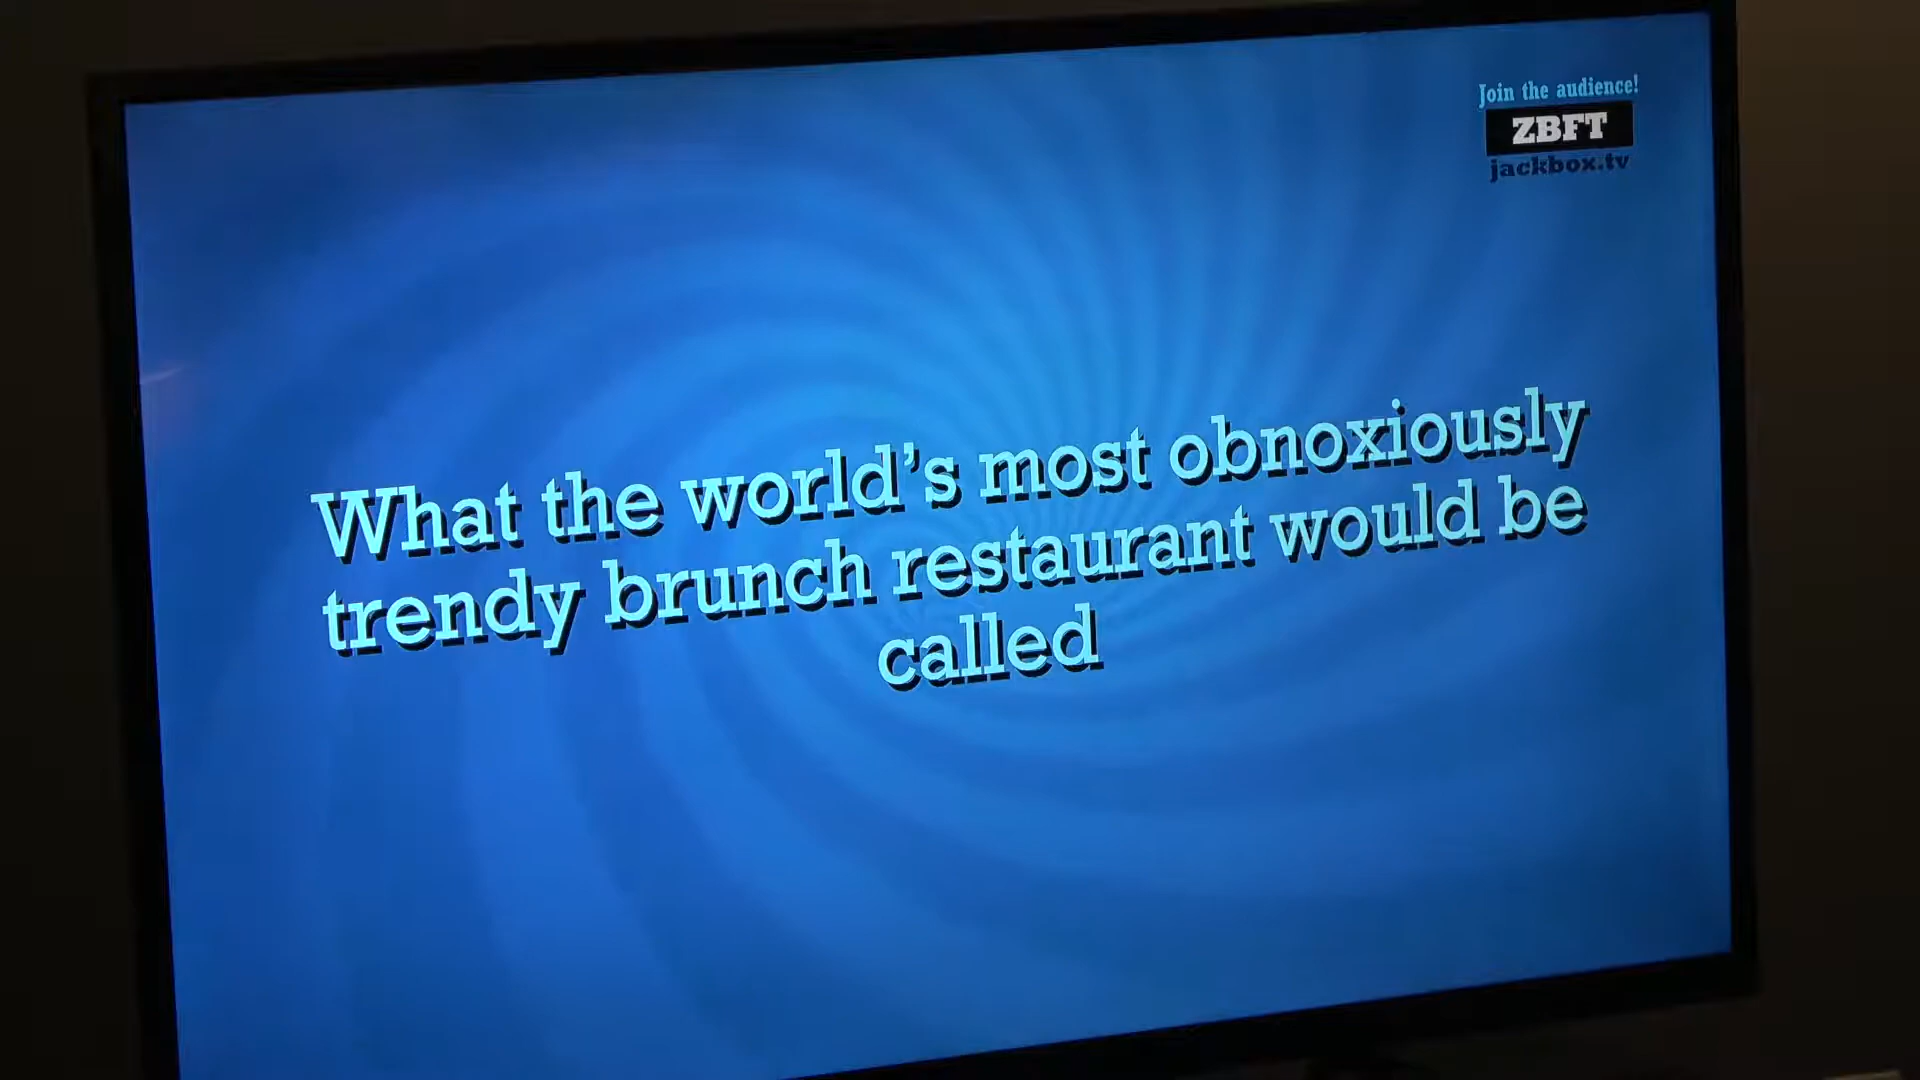 Join the audience!
ZBFT
jackbox.tv
What the world's most obnoxiously
trendy brunch restaurant would be
called